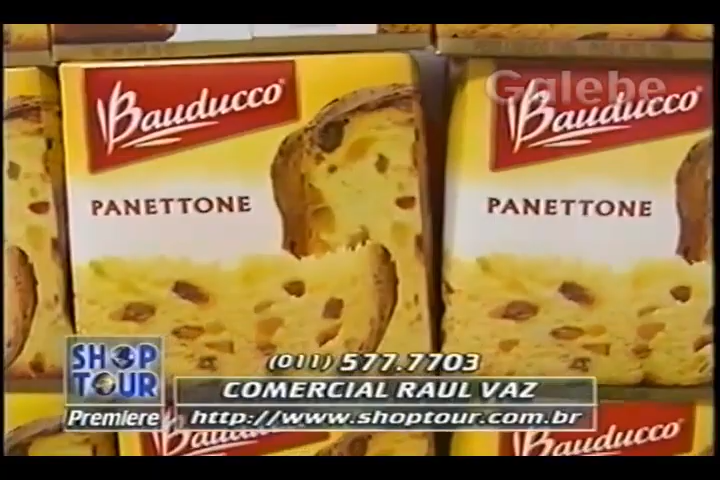 Galebe
Bauducco
Bauducco
PANETTONE
PANETTONE
SHOP
TOUR
Premiere
(011) 577.7703
COMERCIAL RAUL VAZ
http://www.shoptour.com.br
Bauducco
Bauducco